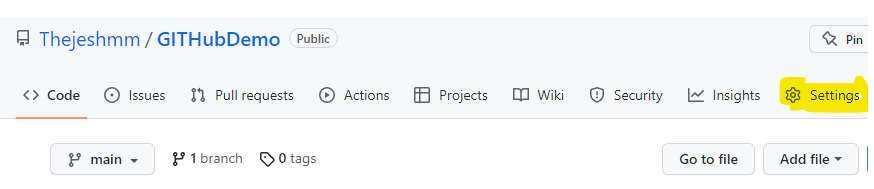 Thejeshmm / GITHubDemo Public Pin
Code Issues Pull requests Actions Projects Wiki Security Insights Settings
main 1 branch 0 tags Go to file Add file